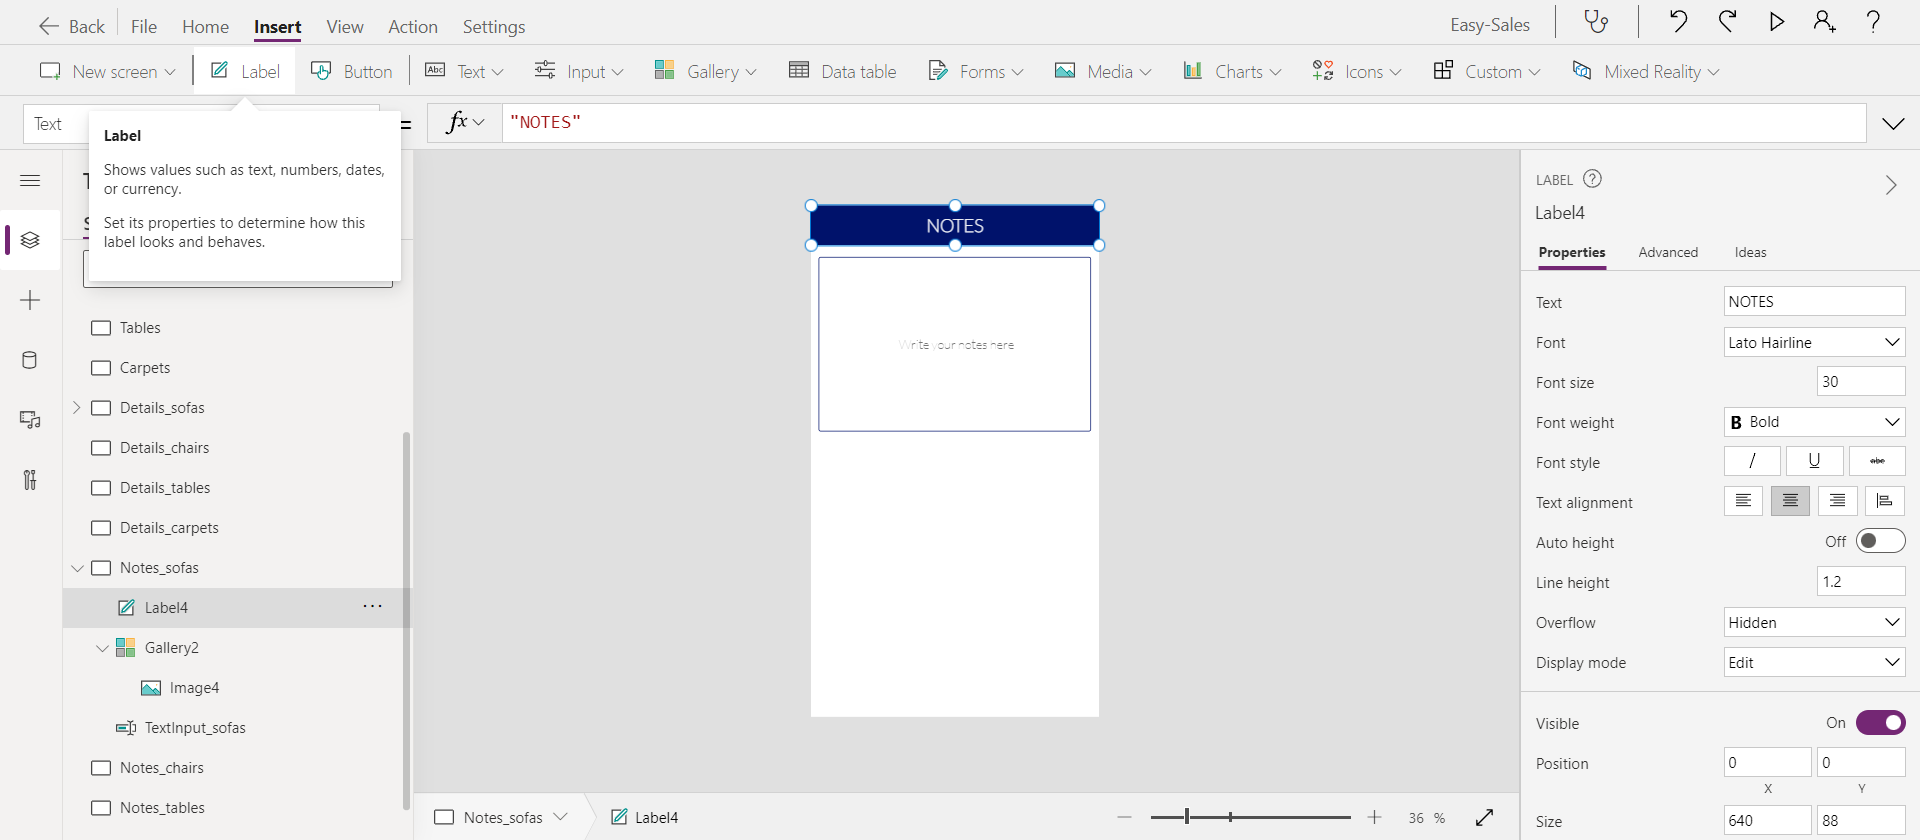 Back File Home Insert View Action Settings Easy-Sales
New screen Label Button Abc Text Input Gallery Data table Forms Media Charts Icons Custom Mixed Reality
Text = fx "NOTES"
Label
Shows values such as text, numbers, dates,
or currency.
Set its properties to determine how this
label looks and behaves.
Tables
Carpets
Details_sofas
Details_chairs
Details_tables
Details_carpets
Notes_sofas
Label4 ...
Gallery2
Image4
TextInput_sofas
Notes_chairs
Notes_tables
NOTES
Write your notes here
Notes_sofas Label4 36 %
LABEL ?
Label4
Properties Advanced Ideas
Text NOTES
Font Lato Hairline
Font size 30
Font weight B Bold
Font style / U abc
Text alignment
Auto height Off
Line height 1.2
Overflow Hidden
Display mode Edit
Visible On
Position 0 0
X Y
Size 640 88